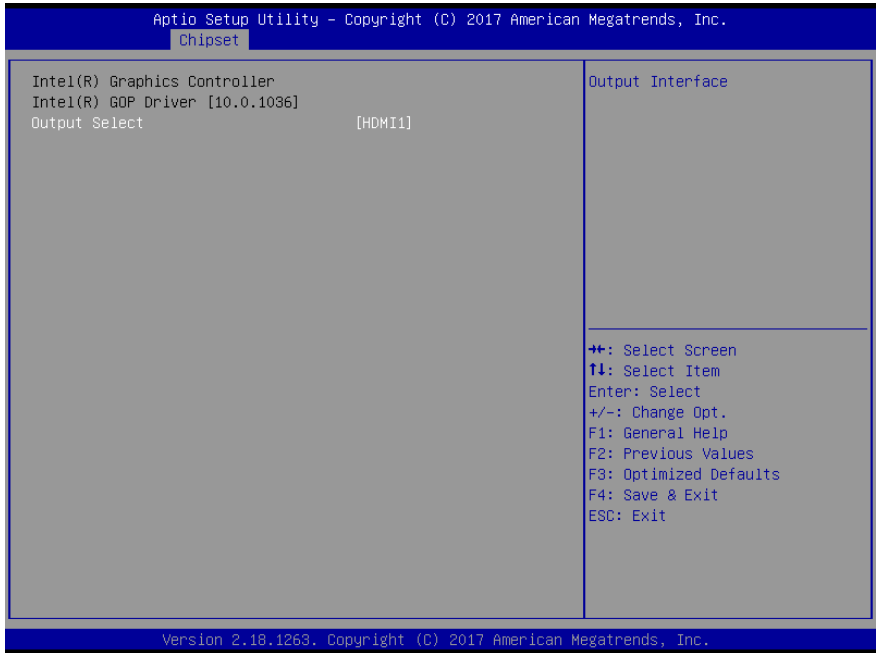 Aptio Setup Utility – Copyright (C) 2017 American Megatrends, Inc.
Chipset
Intel(R) Graphics Controller
Intel(R) GOP Driver [10.0.1036]
Output Select [HDMI1]
Output Interface
→←: Select Screen
↑↓: Select Item
Enter: Select
+/-: Change Opt.
F1: General Help
F2: Previous Values
F3: Optimized Defaults
F4: Save & Exit
ESC: Exit
Version 2.18.1263. Copyright (C) 2017 American Megatrends, Inc.